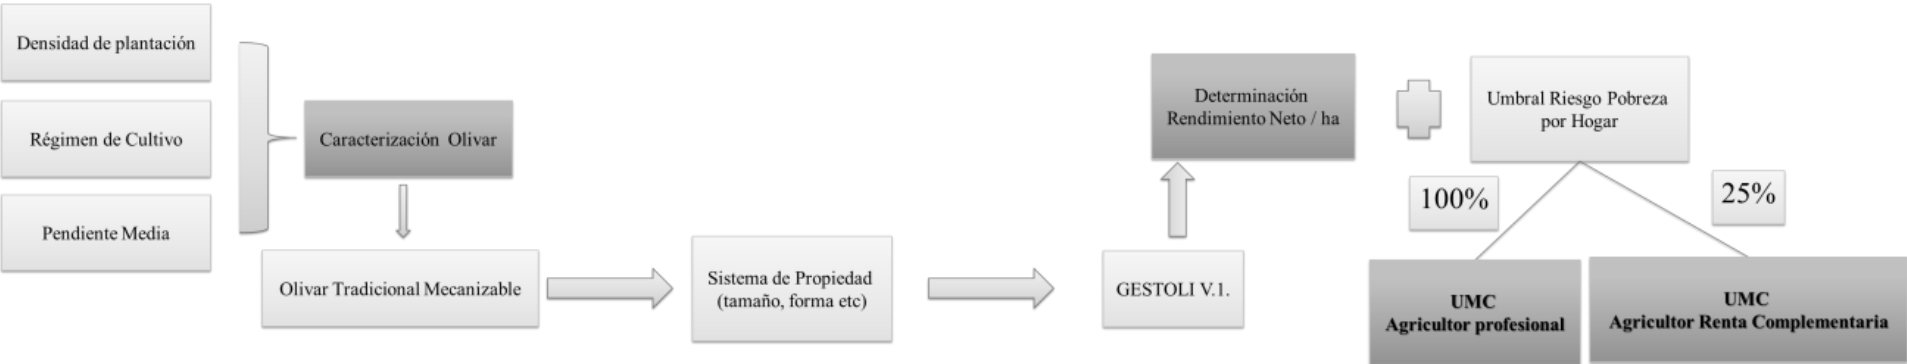 Densidad de plantación
Régimen de Cultivo
Pendiente Media
Caracterización Olivar
Olivar Tradicional Mecanizable
Sistema de Propiedad
(tamaño, forma etc)
GESTOLI V.1.
Determinación
Rendimiento Neto / ha
Umbral Riesgo Pobreza
por Hogar
100%
25%
UMC
Agricultor profesional
UMC
Agricultor Renta Complementaria